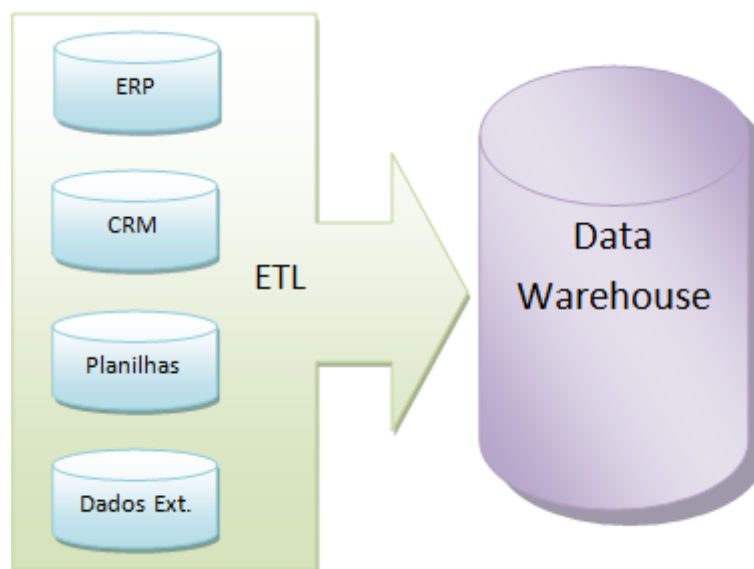 ERP
CRM
Planilhas
Dados Ext.
ETL
Data
Warehouse